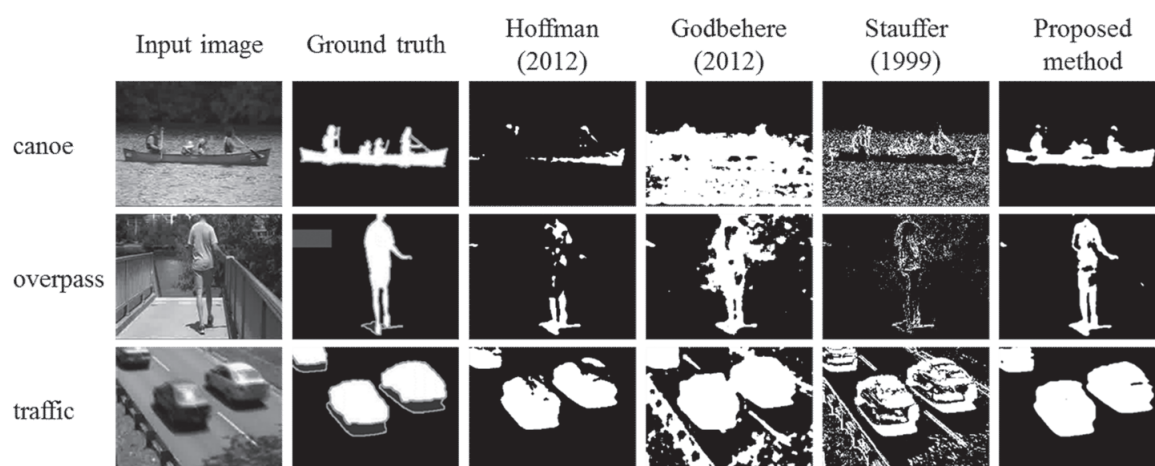 Input image
Ground truth
Hoffman
(2012)
Godbehere
(2012)
Stauffer
(1999)
Proposed
method
canoe
overpass
traffic